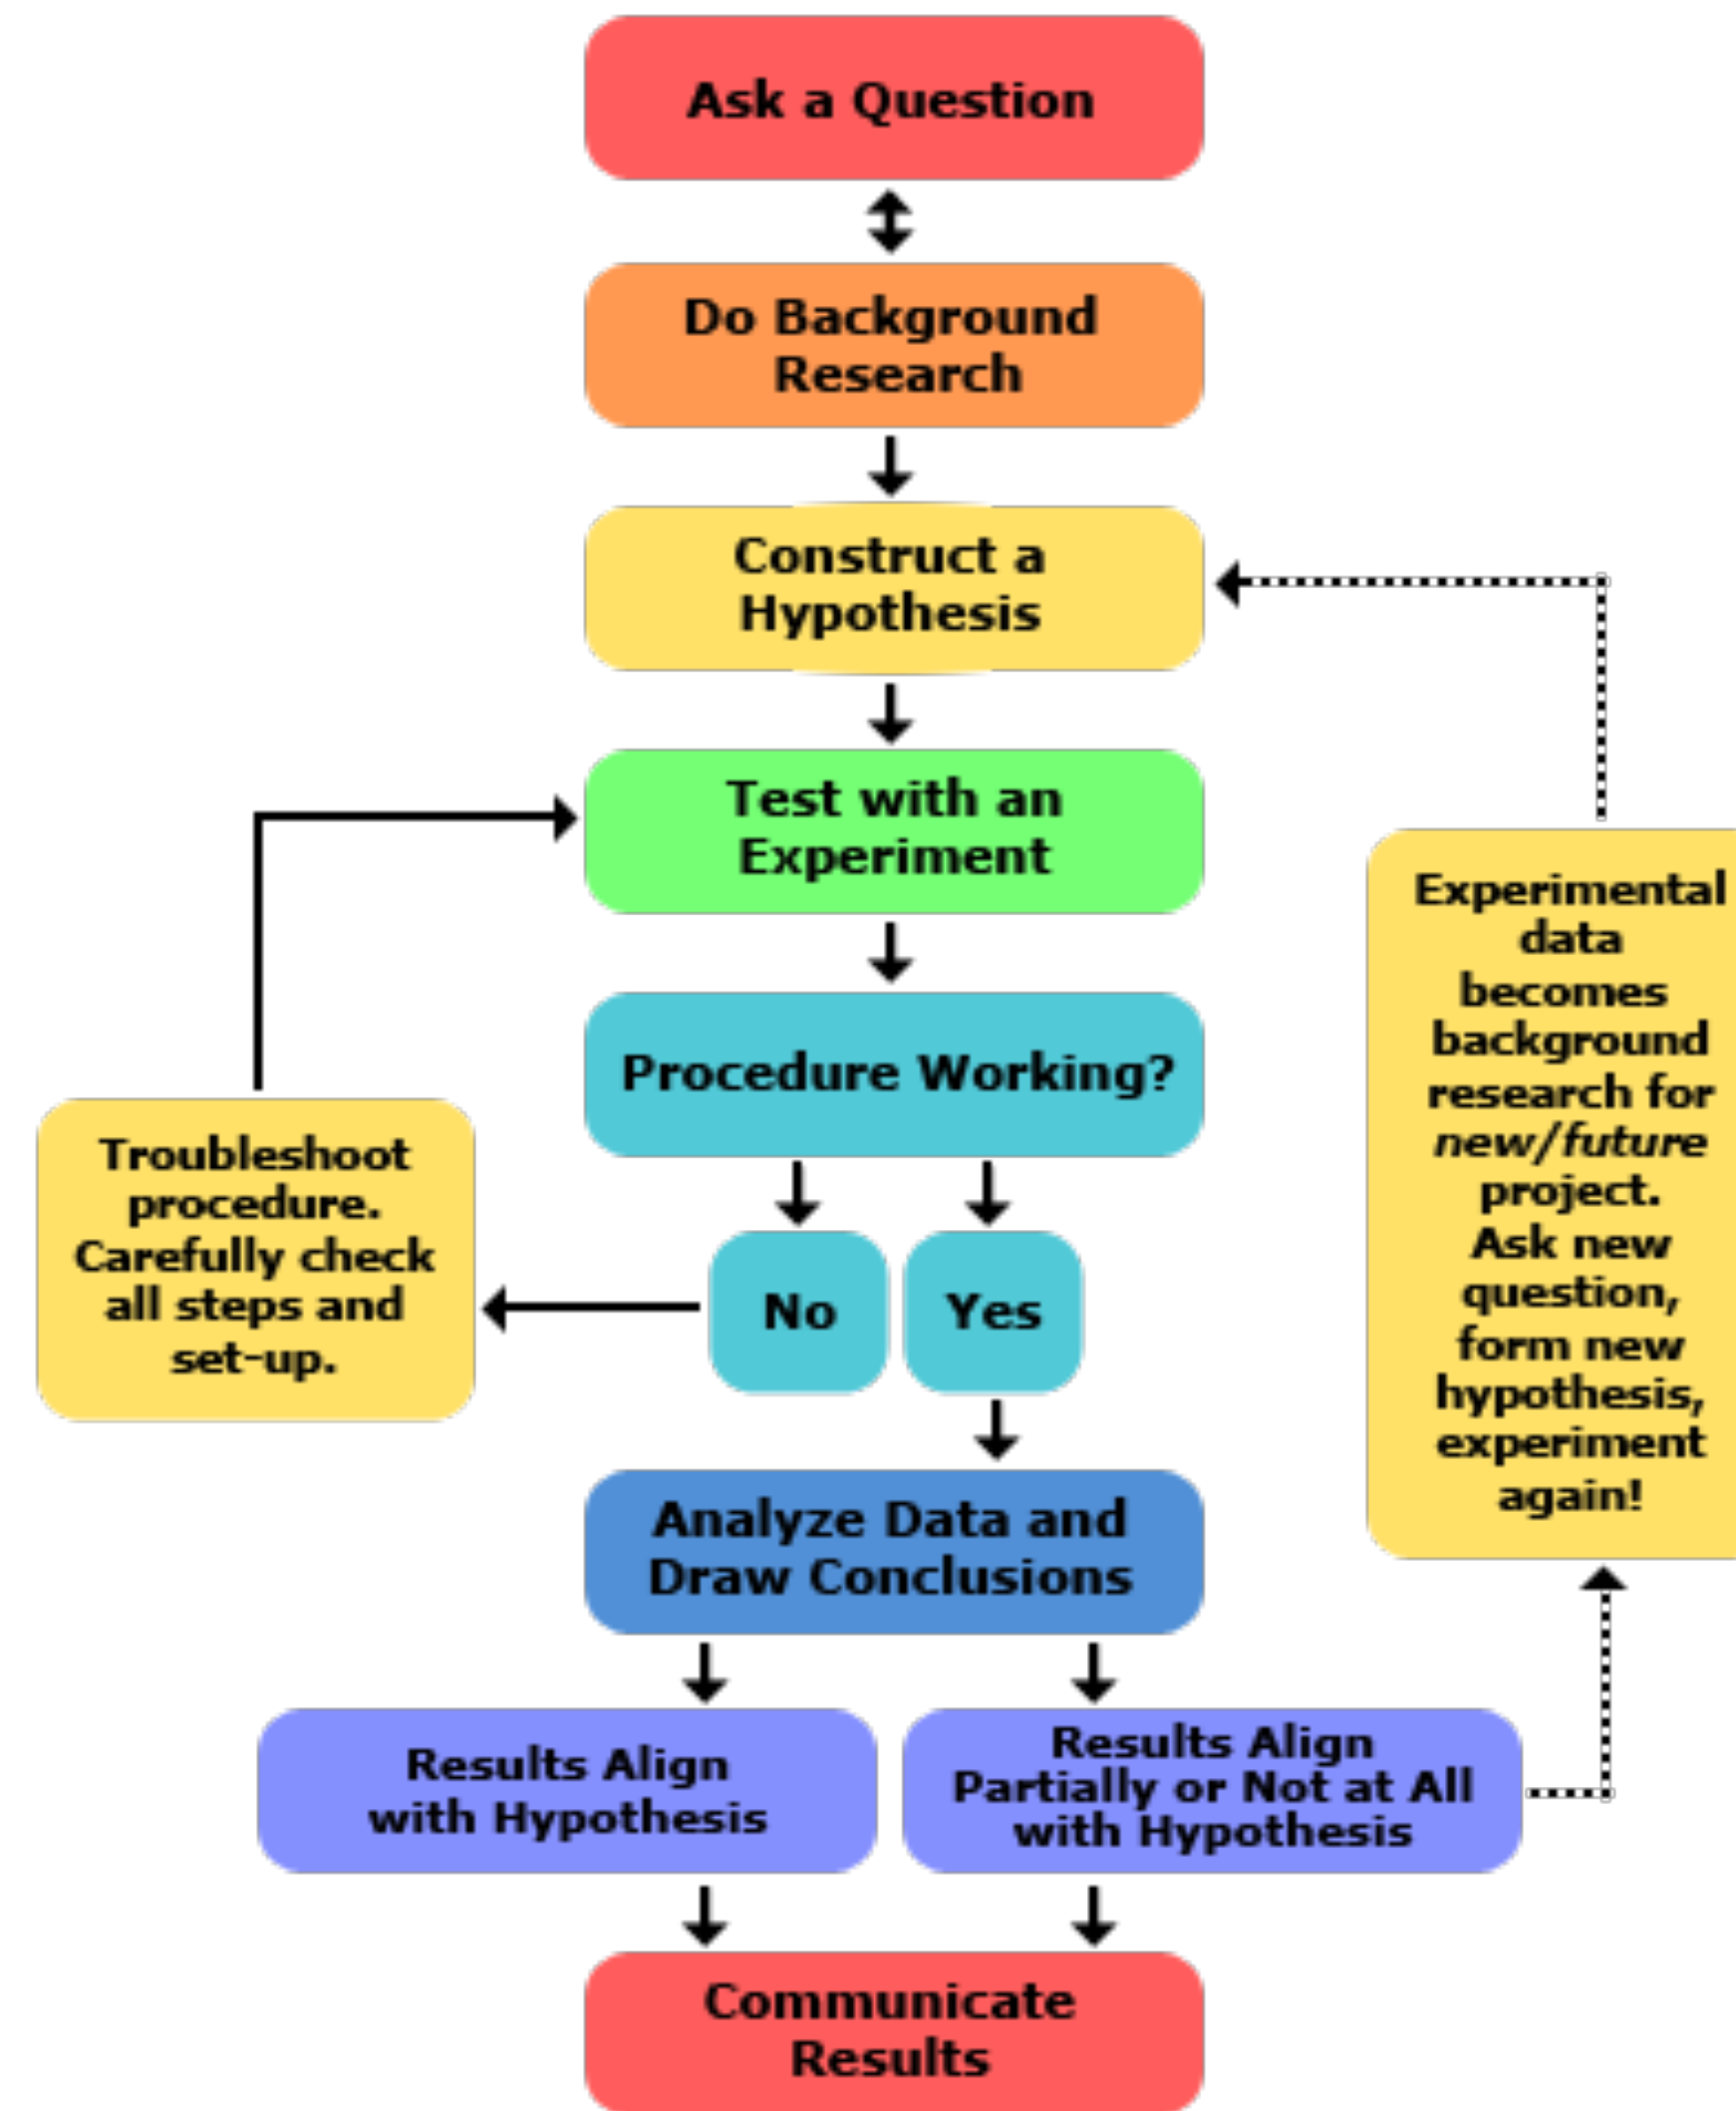 Ask a Question
Do Background
Research
Construct a
Hypothesis
Test with an
Experiment
Procedure Working?
No
Yes
Troubleshoot
procedure.
Carefully check
all steps and
set-up.
Experimental
data
becomes
background
research for
new/future
project.
Ask new
question,
form new
hypothesis,
experiment
again!
Analyze Data and
Draw Conclusions
Results Align
with Hypothesis
Results Align
Partially or Not at All
with Hypothesis
Communicate
Results